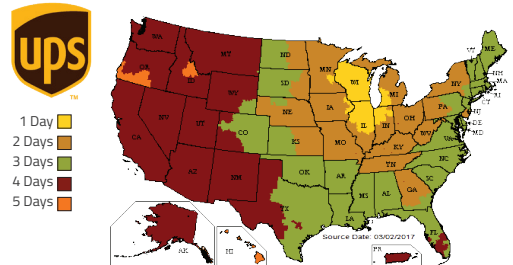 ups
TM
1 Day
2 Days
3 Days
4 Days
5 Days
WA
OR
ID
MT
ND
MN
WI
MI
NY
VT
ME
NH
MA
RI
CT
NJ
DE
MD
PA
SD
WY
NE
IA
IL
IN
OH
WV
VA
KY
NV
UT
CO
KS
MO
CA
AZ
NM
OK
AR
TN
NC
SC
GA
AL
MS
LA
TX
FL
AK
HI
PR
Source Date: 03/02/2017